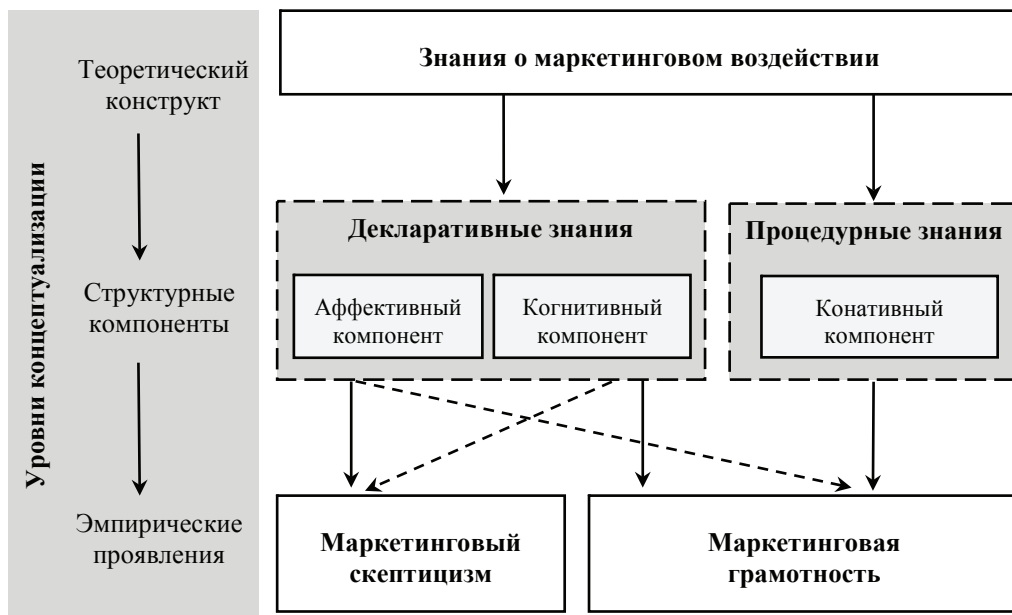 Уровни концептуализации
Теоретический
конструкт
Структурные
компоненты
Эмпирические
проявления
Знания о маркетинговом воздействии
Декларативные знания
Аффективный
компонент
Когнитивный
компонент
Процедурные знания
Конативный
компонент
Маркетинговый
скептицизм
Маркетинговая
грамотность